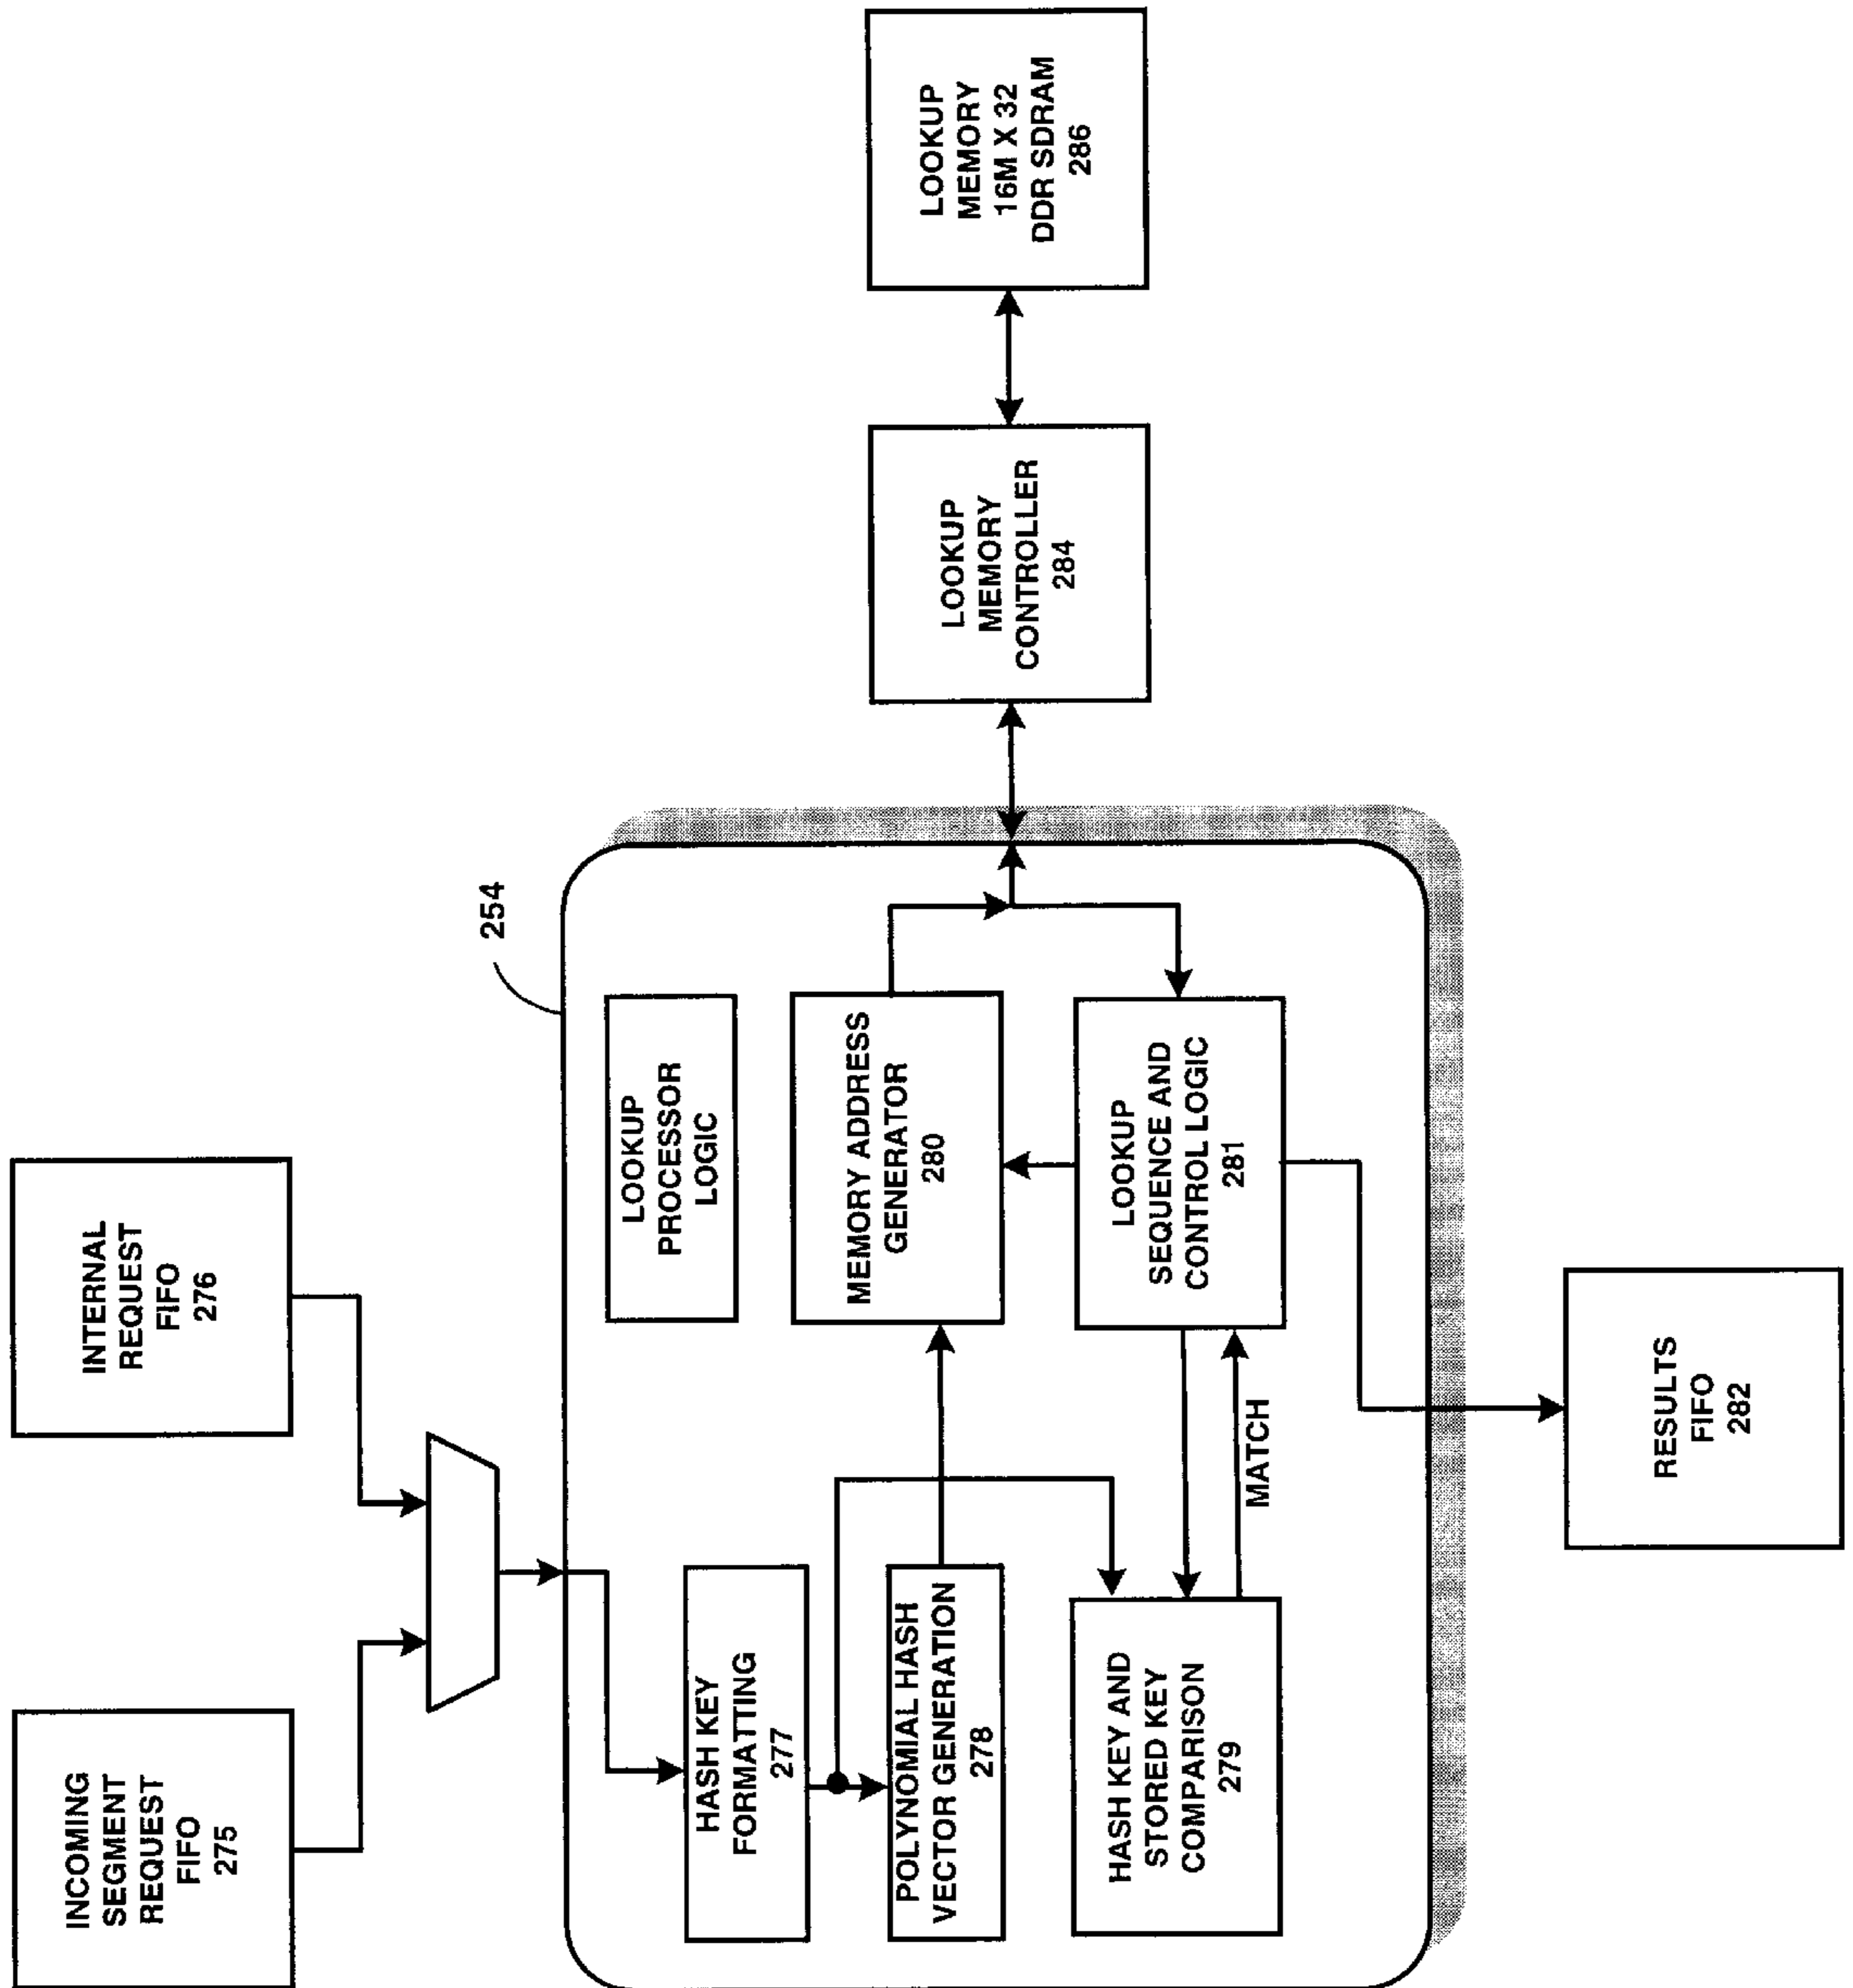 INCOMING
SEGMENT
REQUEST
FIFO
275
INTERNAL
REQUEST
FIFO
276
254
HASH KEY
FORMATTING
277
POLYNOMIAL HASH
VECTOR GENERATION
278
HASH KEY AND
STORED KEY
COMPARISON
279
MATCH
LOOKUP
PROCESSOR
LOGIC
MEMORY ADDRESS
GENERATOR
280
LOOKUP
SEQUENCE AND
CONTROL LOGIC
281
RESULTS
FIFO
282
LOOKUP
MEMORY
CONTROLLER
284
LOOKUP
MEMORY
16M X 32
DDR SDRAM
286